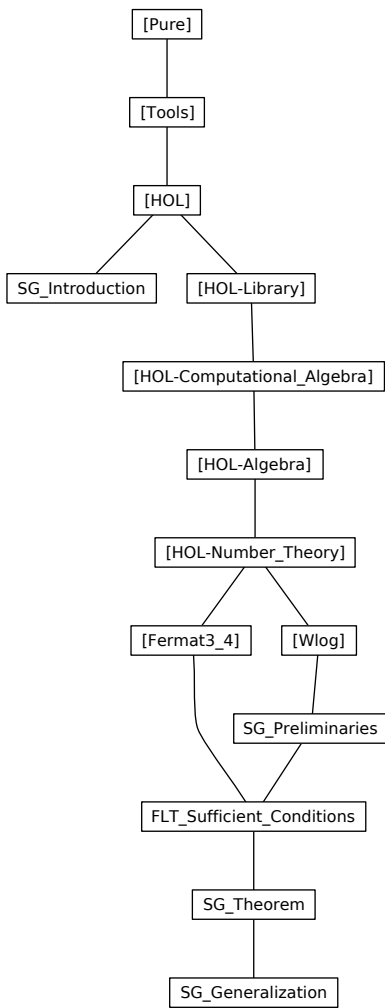 [Pure]
[Tools]
[HOL]
SG_Introduction
[HOL-Library]
[HOL-Computational_Algebra]
[HOL-Algebra]
[HOL-Number_Theory]
[Fermat3_4]
[Wlog]
SG_Preliminaries
FLT_Sufficient_Conditions
SG_Theorem
SG_Generalization